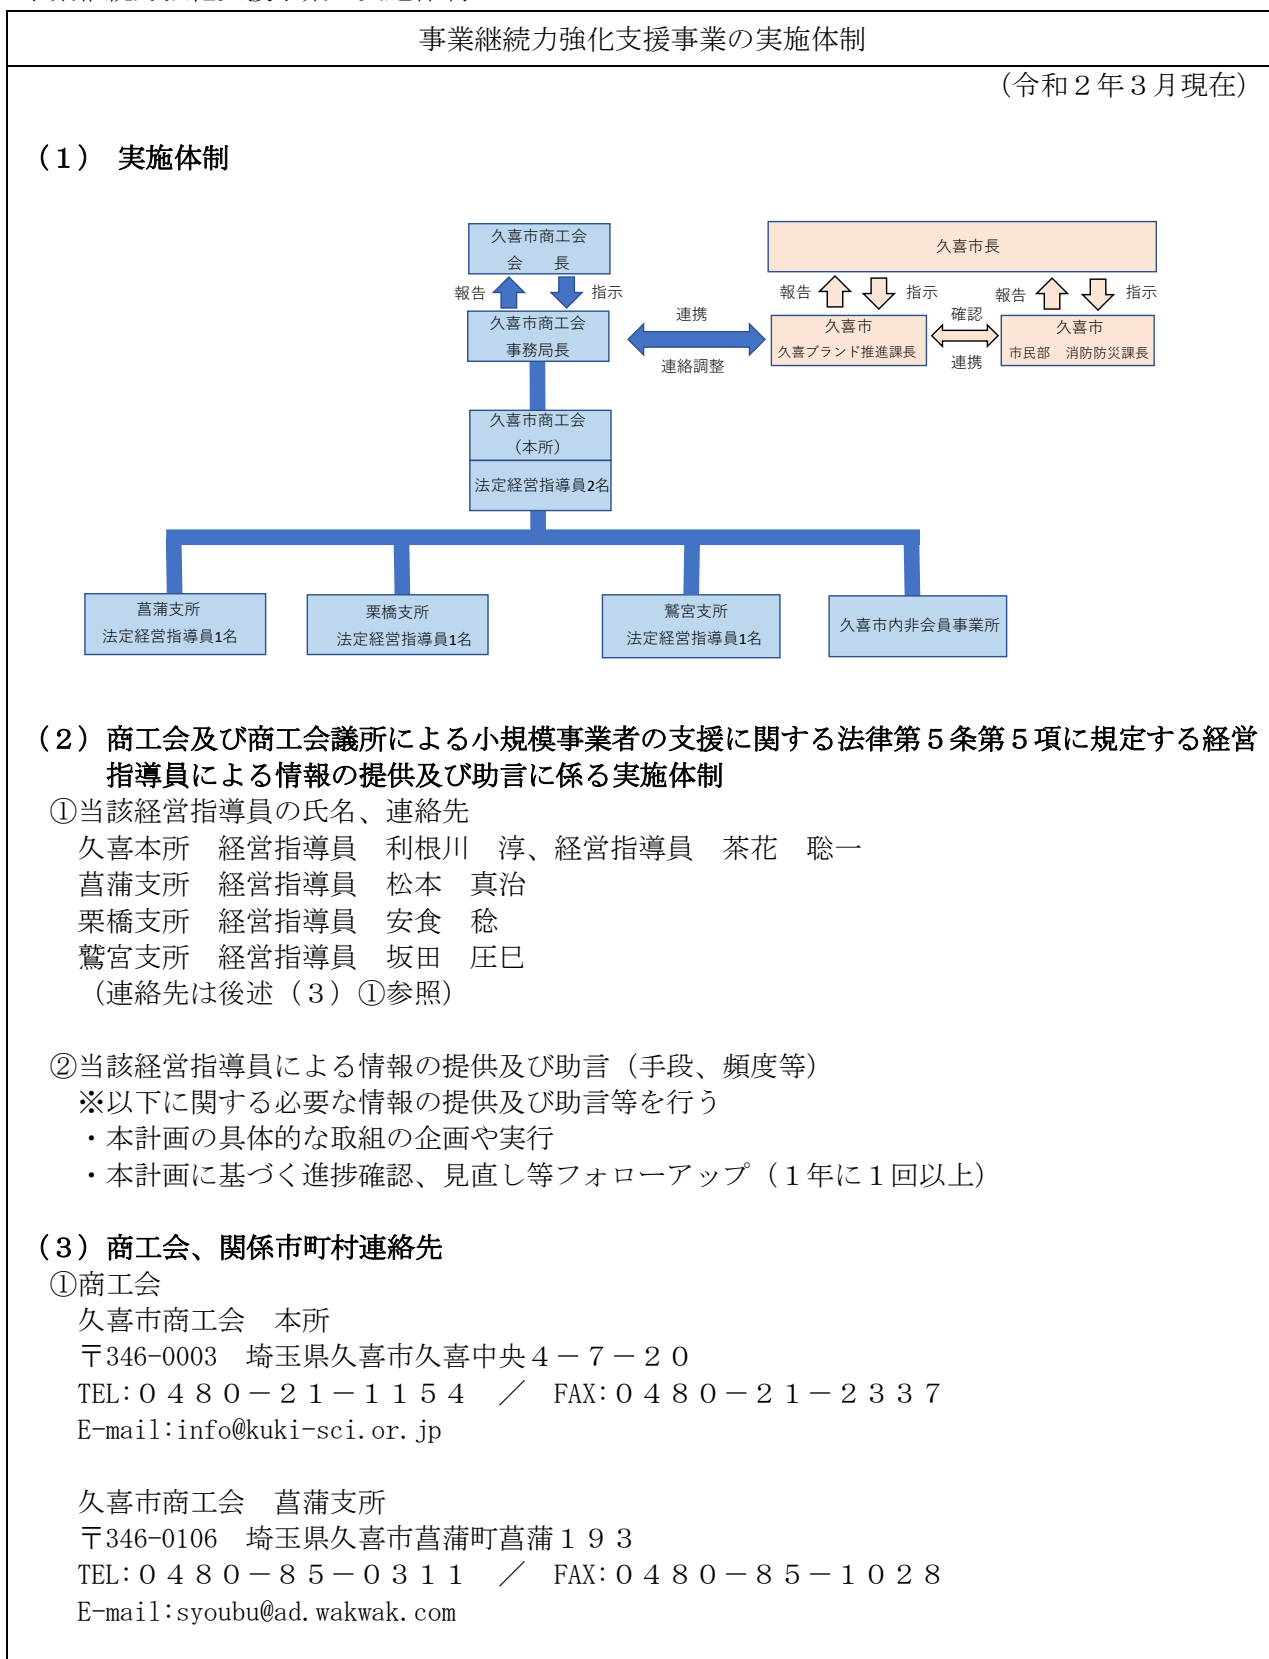 事業継続力強化支援事業の実施体制
（令和２年３月現在）
（１）　実施体制
久喜市商工会
会　　長
久喜市長
報告
指示
報告
指示
報告
指示
久喜市商工会
事務局長
連携
連絡調整
久喜市
久喜ブランド推進課長
確認
連携
久喜市
市民部　消防防災課長
久喜市商工会
（本所）
法定経営指導員2名
菖蒲支所
法定経営指導員1名
栗橋支所
法定経営指導員1名
鷲宮支所
法定経営指導員1名
久喜市内非会員事業所
（２）商工会及び商工会議所による小規模事業者の支援に関する法律第５条第５項に規定する経営
指導員による情報の提供及び助言に係る実施体制
①当該経営指導員の氏名、連絡先
久喜本所　経営指導員　利根川　淳、経営指導員　茶花　聡一
菖蒲支所　経営指導員　松本　真治
栗橋支所　経営指導員　安食　稔
鷲宮支所　経営指導員　坂田　圧巳
（連絡先は後述（３）①参照）
②当該経営指導員による情報の提供及び助言（手段、頻度等）
※以下に関する必要な情報の提供及び助言等を行う
・本計画の具体的な取組の企画や実行
・本計画に基づく進捗確認、見直し等フォローアップ（１年に１回以上）
（３）商工会、関係市町村連絡先
①商工会
久喜市商工会　本所
〒346-0003　埼玉県久喜市久喜中央４－７－２０
TEL:０４８０－２１－１１５４　／　FAX:０４８０－２１－２３３７
E-mail:info@kuki-sci.or.jp
久喜市商工会　菖蒲支所
〒346-0106　埼玉県久喜市菖蒲町菖蒲１９３
TEL:０４８０－８５－０３１１　／　FAX:０４８０－８５－１０２８
E-mail:syoubu@ad.wakwak.com